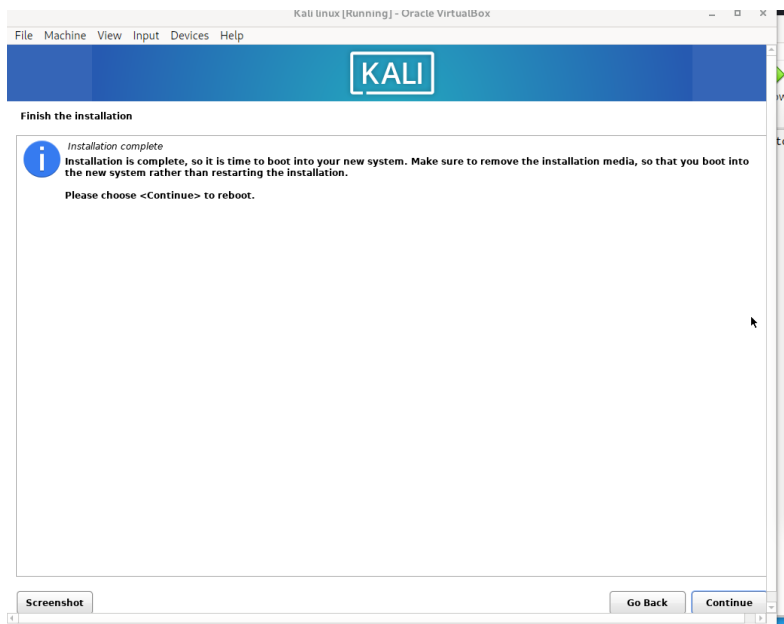 Kali linux [Running] - Oracle VirtualBox
File Machine View Input Devices Help
KALI
Finish the installation
Installation complete
Installation is complete, so it is time to boot into your new system. Make sure to remove the installation media, so that you boot into
the new system rather than restarting the installation.
Please choose <Continue> to reboot.
Screenshot Go Back Continue